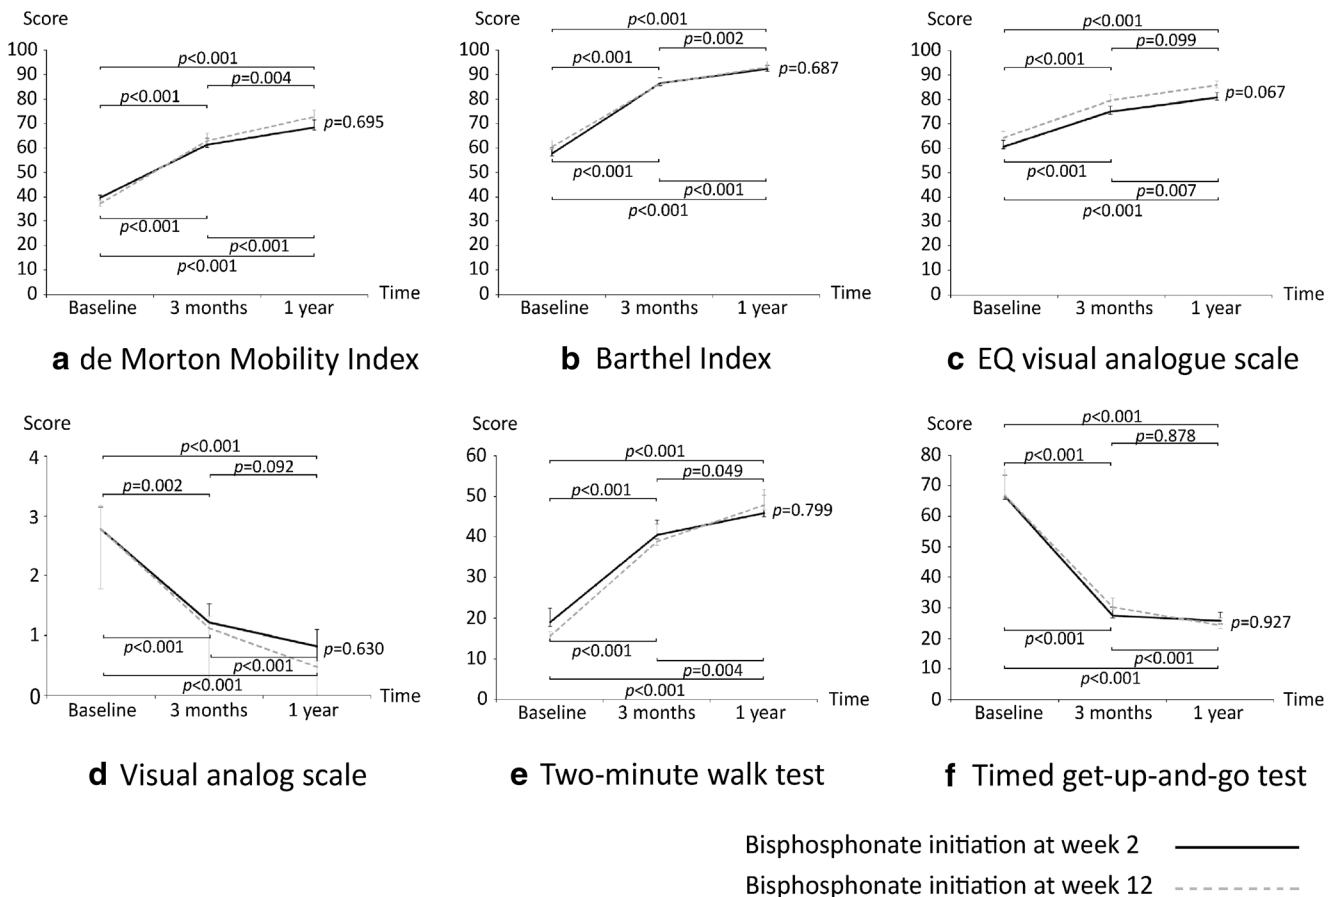 Score
p<0.001
p=0.004
p<0.001
p=0.695
100
90
80
70
60
50
40
30
20
10
0
p<0.001
p<0.001
p<0.001
Time
Baseline 3 months 1 year
a de Morton Mobility Index
Score
p<0.001
p=0.002
p<0.001
p=0.687
100
90
80
70
60
50
40
30
20
10
0
p<0.001
p<0.001
p<0.001
Time
Baseline 3 months 1 year
b Barthel Index
Score
p<0.001
p=0.099
p<0.001
p=0.067
100
90
80
70
60
50
40
30
20
10
0
p<0.001
p=0.007
p<0.001
Time
Baseline 3 months 1 year
c EQ visual analogue scale
Score
p<0.001
p=0.092
p=0.002
4
3
2
1
0
p=0.630
p<0.001
p<0.001
p<0.001
Time
Baseline 3 months 1 year
d Visual analog scale
Score
p<0.001
p=0.049
p<0.001
p=0.799
60
50
40
30
20
10
0
p<0.001
p=0.004
p<0.001
Time
Baseline 3 months 1 year
e Two-minute walk test
Score
p<0.001
p=0.878
p<0.001
80
70
60
50
40
30
20
10
0
p=0.927
p<0.001
p<0.001
p<0.001
Time
Baseline 3 months 1 year
f Timed get-up-and-go test
Bisphosphonate initiation at week 2
Bisphosphonate initiation at week 12